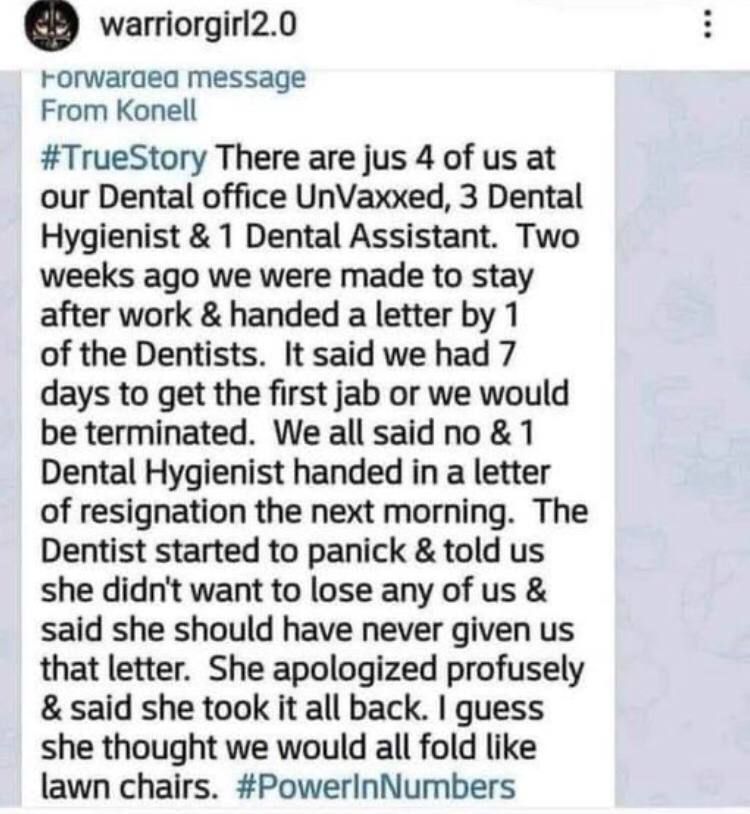 warriorgirl2.0
Forwarded message
From Konell
#TrueStory There are jus 4 of us at
our Dental office UnVaxxed, 3 Dental
Hygienist & 1 Dental Assistant. Two
weeks ago we were made to stay
after work & handed a letter by 1
of the Dentists. It said we had 7
days to get the first jab or we would
be terminated. We all said no & 1
Dental Hygienist handed in a letter
of resignation the next morning. The
Dentist started to panick & told us
she didn't want to lose any of us &
said she should have never given us
that letter. She apologized profusely
& said she took it all back. I guess
she thought we would all fold like
lawn chairs. #PowerInNumbers